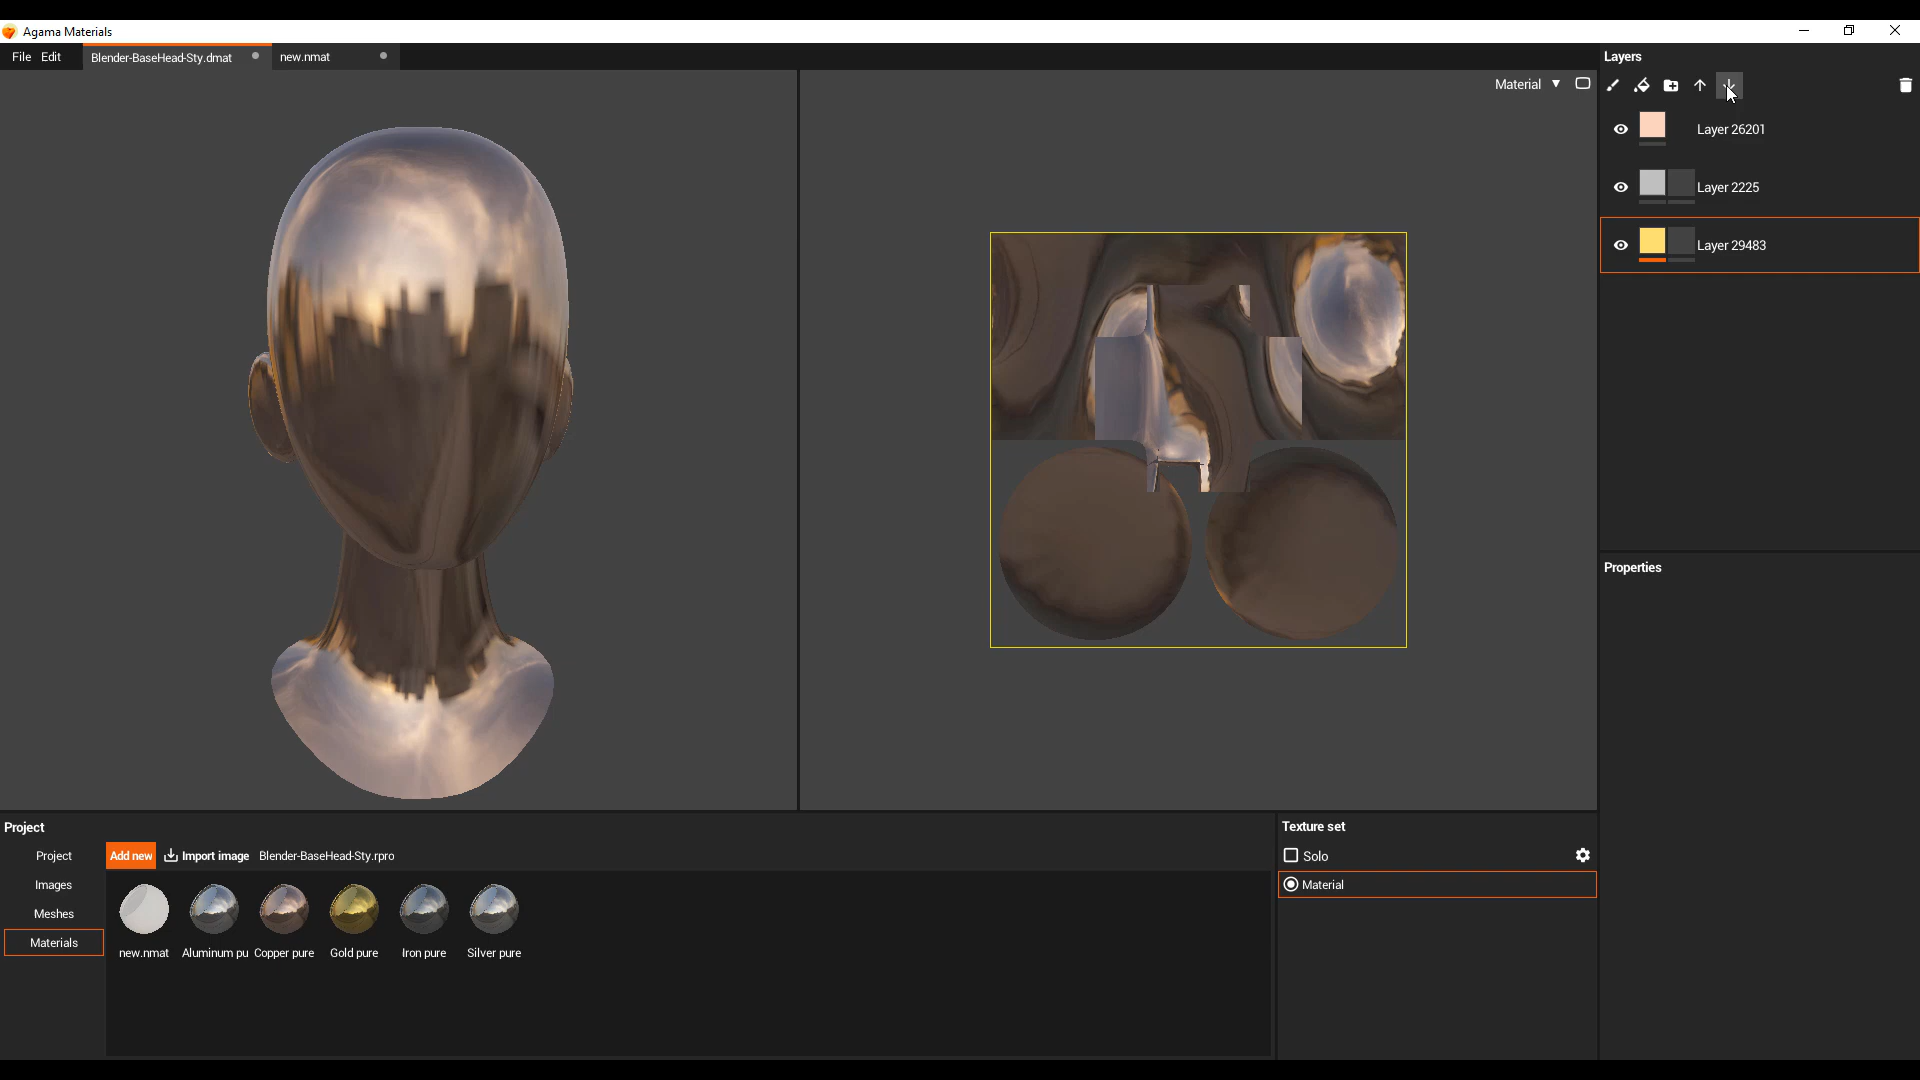 Agama Materials
File Edit Blender-BaseHead-Sty.dmat new.nmat
Layers
Material
Layer 26201
Layer 2225
Layer 29483
Properties
Project
Project
Images
Meshes
Materials
Add new Import image Blender-BaseHead-Sty.rpro
new.nmat Aluminum pu Copper pure Gold pure Iron pure Silver pure
Texture set
Solo
Material